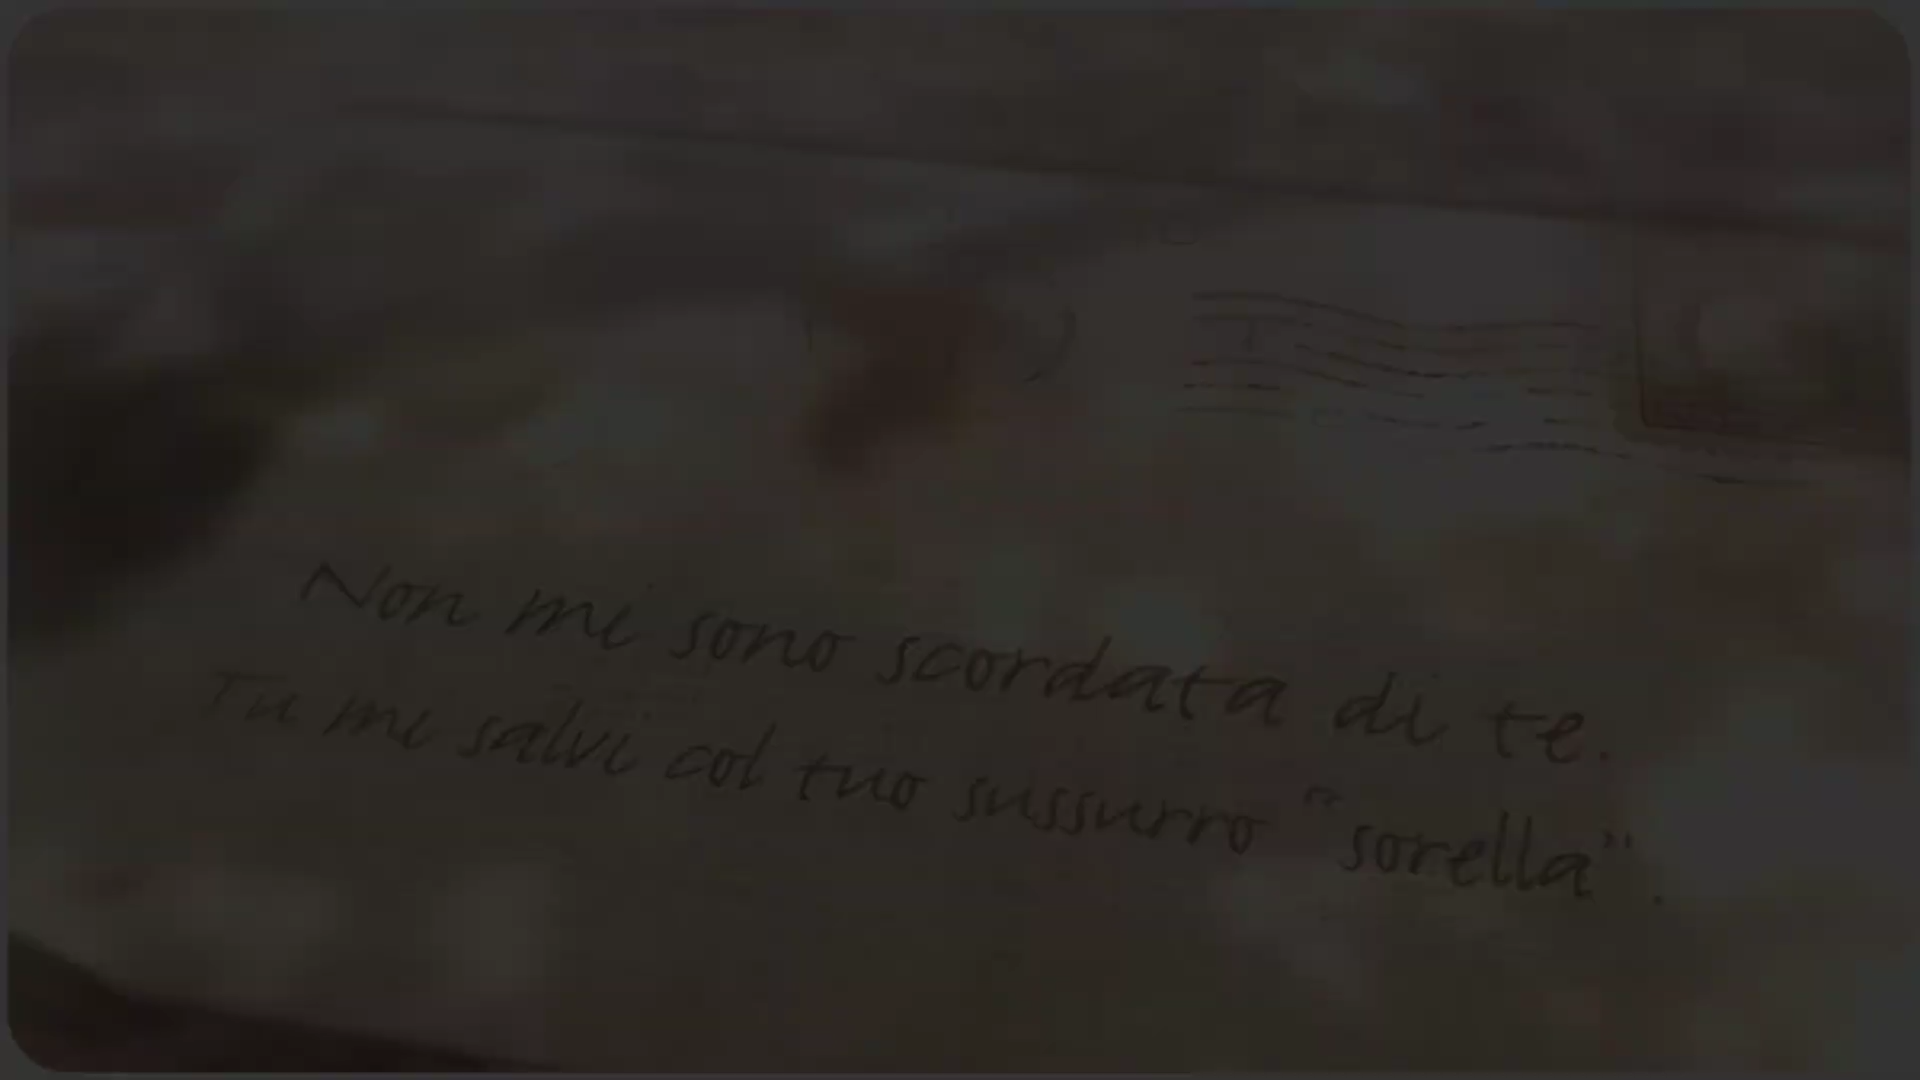 Non mi sono scordata di te.
Tu mi salvi col tuo sussurro “sorella”.